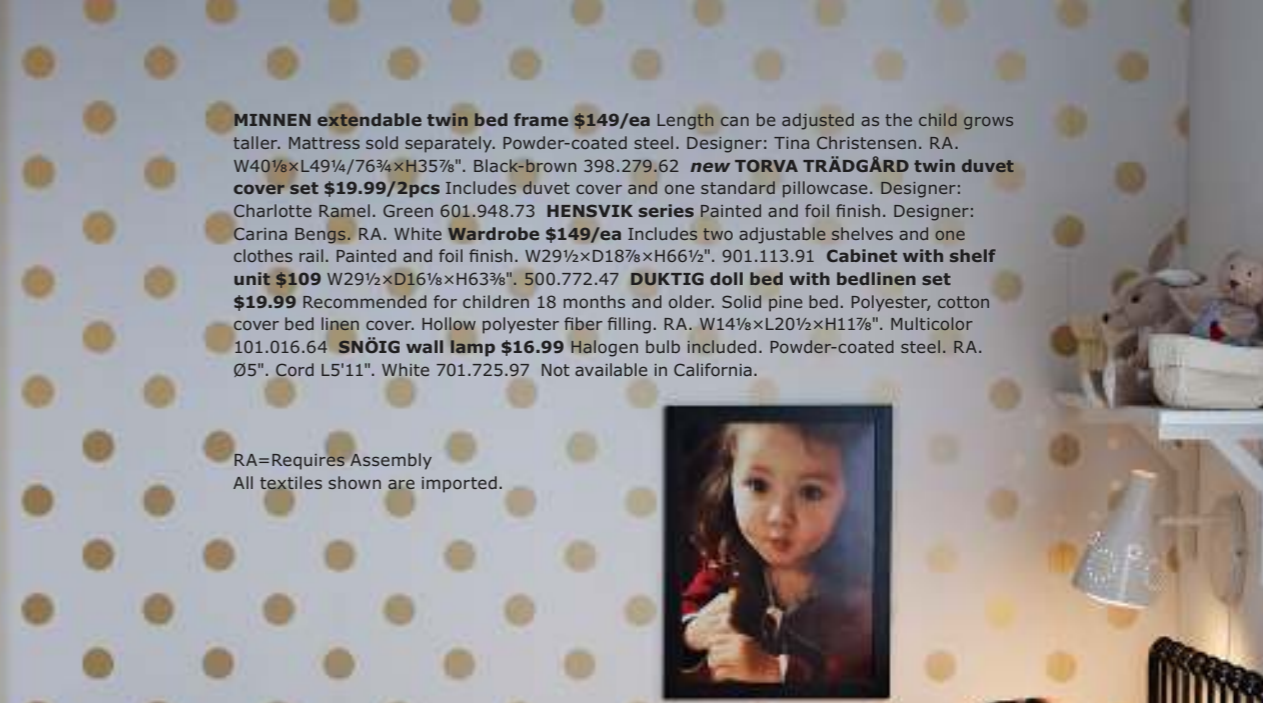 MINNEN extendable twin bed frame $149/ea Length can be adjusted as the child grows
taller. Mattress sold separately. Powder-coated steel. Designer: Tina Christensen. RA.
W40⅛×L49¼/76¾×H35⅞". Black-brown 398.279.62 new TORVA TRÄDGÅRD twin duvet
cover set $19.99/2pcs Includes duvet cover and one standard pillowcase. Designer:
Charlotte Ramel. Green 601.948.73 HENSVIK series Painted and foil finish. Designer:
Carina Bengs. RA. White Wardrobe $149/ea Includes two adjustable shelves and one
clothes rail. Painted and foil finish. W29½×D18⅞×H66½". 901.113.91 Cabinet with shelf
unit $109 W29½×D16⅛×H63⅜". 500.772.47 DUKTIG doll bed with bedlinen set
$19.99 Recommended for children 18 months and older. Solid pine bed. Polyester, cotton
cover bed linen cover. Hollow polyester fiber filling. RA. W14⅛×L20½×H11⅞". Multicolor
101.016.64 SNÖIG wall lamp $16.99 Halogen bulb included. Powder-coated steel. RA.
Ø5". Cord L5'11". White 701.725.97 Not available in California.
RA=Requires Assembly
All textiles shown are imported.